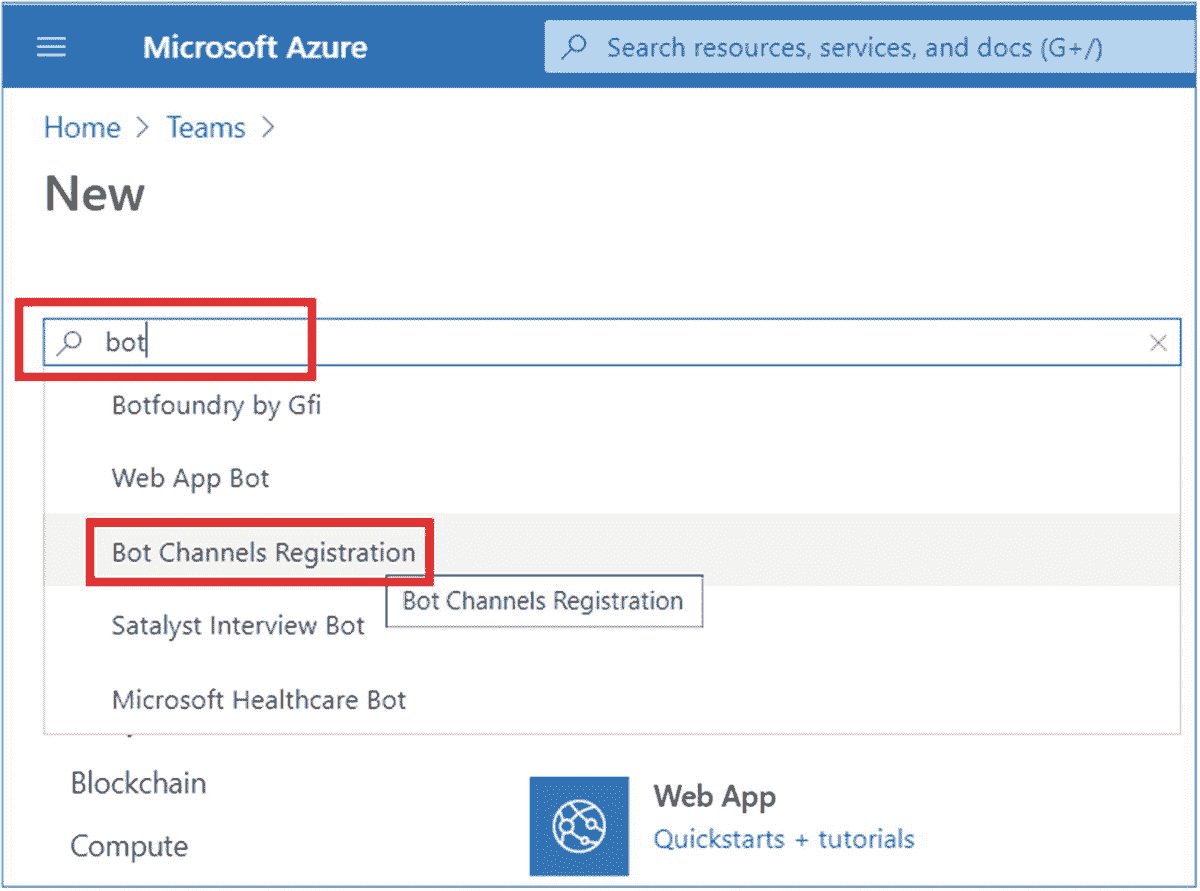 Microsoft Azure
Search resources, services, and docs (G+/)
Home > Teams >
New
bot
Botfoundry by Gfi
Web App Bot
Bot Channels Registration
Bot Channels Registration
Satalyst Interview Bot
Microsoft Healthcare Bot
Blockchain
Web App
Quickstarts + tutorials
Compute